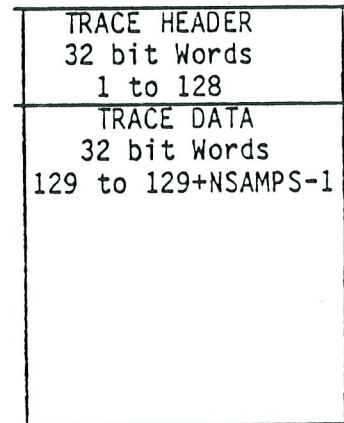 TRACE HEADER
32 bit Words
1 to 128
TRACE DATA
32 bit Words
129 to 129+NSAMPS-1